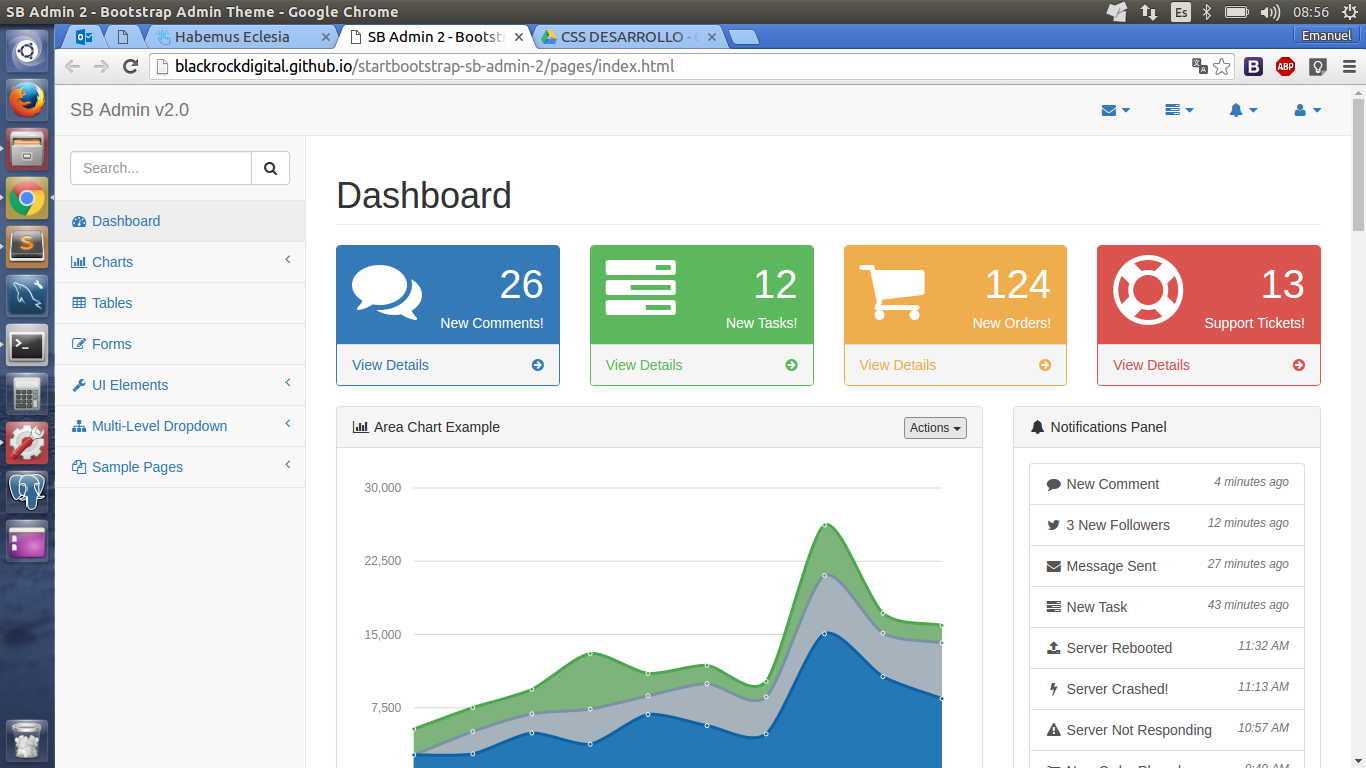 SB Admin 2 - Bootstrap Admin Theme - Google Chrome
Es
08:56
Habemus Eclesia
SB Admin 2 - Bootst
CSS DESARROLLO -
Emanuel
blackrockdigital.github.io/startbootstrap-sb-admin-2/pages/index.html
B
ABP
SB Admin v2.0
Search...
Dashboard
Charts
Tables
Forms
UI Elements
Multi-Level Dropdown
Sample Pages
Dashboard
26
New Comments!
View Details
12
New Tasks!
View Details
124
New Orders!
View Details
13
Support Tickets!
View Details
Area Chart Example
Actions
30,000
22,500
15,000
7,500
Notifications Panel
New Comment 4 minutes ago
3 New Followers 12 minutes ago
Message Sent 27 minutes ago
New Task 43 minutes ago
Server Rebooted 11:32 AM
Server Crashed! 11:13 AM
Server Not Responding 10:57 AM